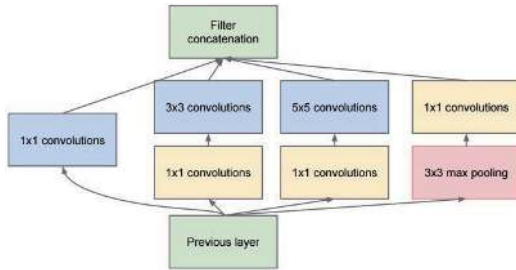 Filter
concatenation
3x3 convolutions
5x5 convolutions
1x1 convolutions
1x1 convolutions
1x1 convolutions
1x1 convolutions
3x3 max pooling
Previous layer